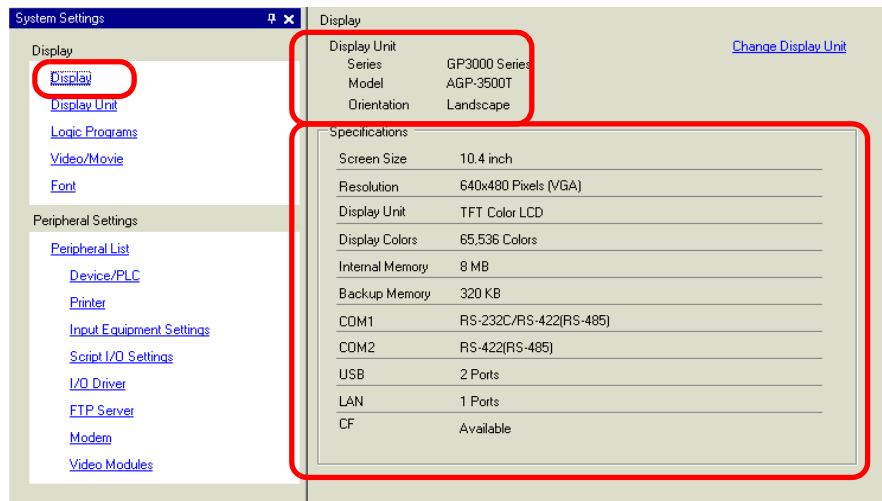 System Settings
Display
Display
Display Unit
Logic Programs
Video/Movie
Font
Peripheral Settings
Peripheral List
Device/PLC
Printer
Input Equipment Settings
Script I/O Settings
I/O Driver
FTP Server
Modem
Video Modules
Display
Display Unit
Change Display Unit
Series GP3000 Series
Model AGP-3500T
Orientation Landscape
Specifications
Screen Size 10.4 inch
Resolution 640x480 Pixels (VGA)
Display Unit TFT Color LCD
Display Colors 65,536 Colors
Internal Memory 8 MB
Backup Memory 320 KB
COM1 RS-232C/RS-422(RS-485)
COM2 RS-422(RS-485)
USB 2 Ports
LAN 1 Ports
CF Available